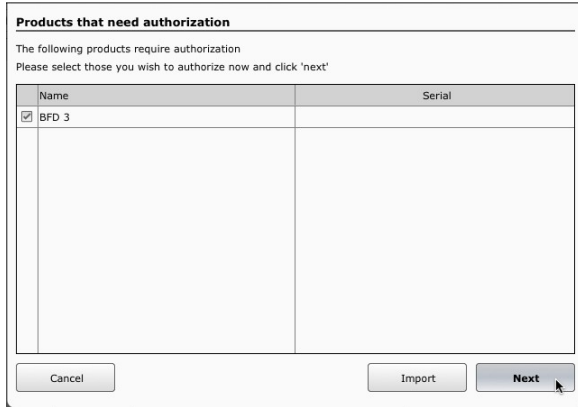 Products that need authorization
The following products require authorization
Please select those you wish to authorize now and click 'next'
Name Serial
BFD 3
Cancel Import Next